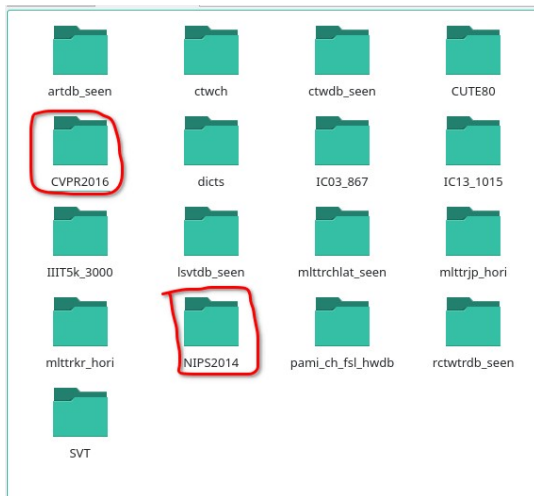 artdb_seen ctwch ctwdb_seen CUTE80
CVPR2016 dicts IC03_867 IC13_1015
IIIT5k_3000 lsvtdb_seen mlttrchlat_seen mlttrjp_hori
mlttrkr_hori NIPS2014 pami_ch_fsl_hwdb rctwtrdb_seen
SVT